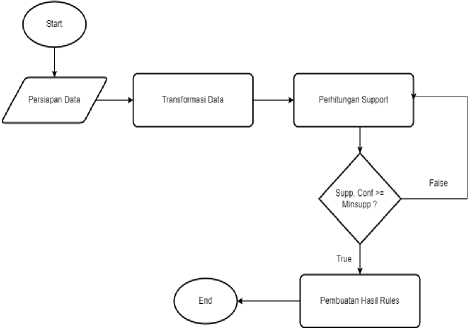 Start
Persiapan Data
Transformasi Data
Perhitungan Support
Supp, Conf >=
Minsupp ?
False
True
Pembuatan Hasil Rules
End